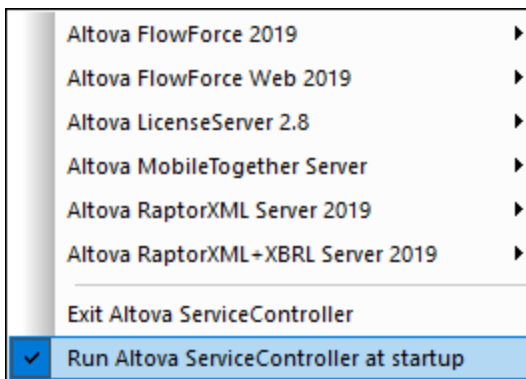 Altova FlowForce 2019
Altova FlowForce Web 2019
Altova LicenseServer 2.8
Altova MobileTogether Server
Altova RaptorXML Server 2019
Altova RaptorXML+XBRL Server 2019
Exit Altova ServiceController
Run Altova ServiceController at startup